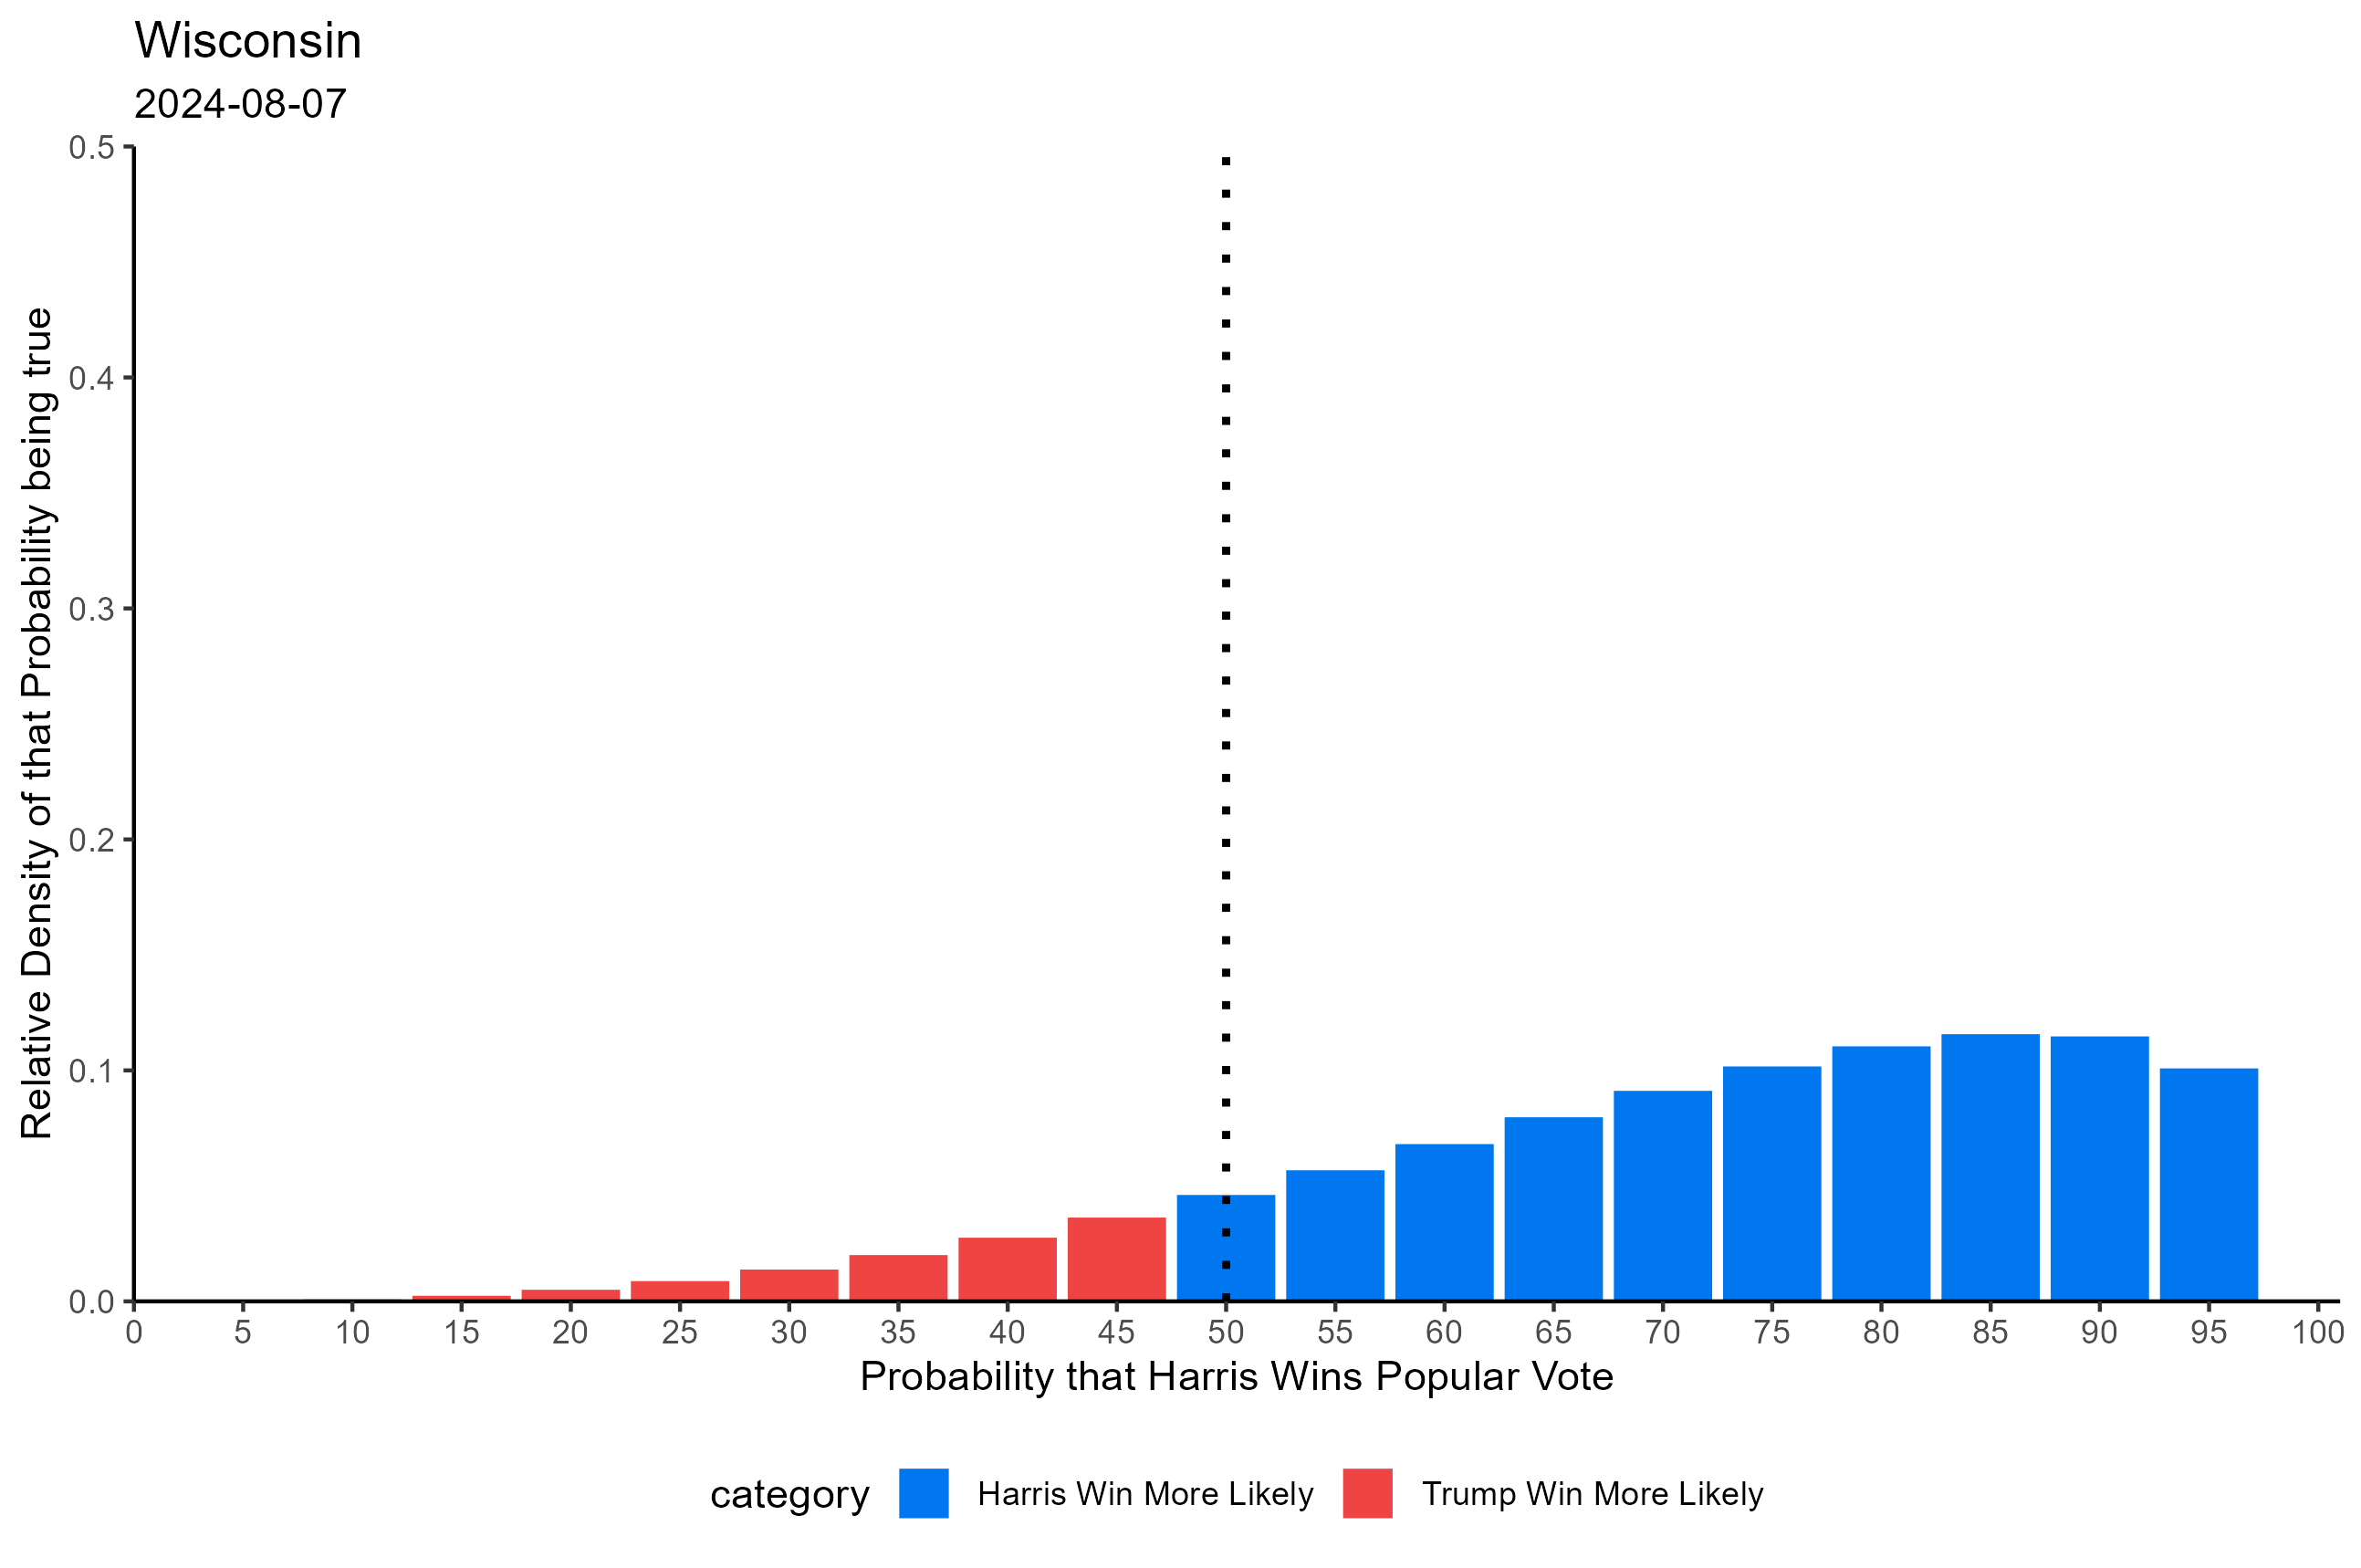 Wisconsin
2024-08-07
Relative Density of that Probability being true
0.5
0.4
0.3
0.2
0.1
0.0
0 5 10 15 20 25 30 35 40 45 50 55 60 65 70 75 80 85 90 95 100
Probability that Harris Wins Popular Vote
category Harris Win More Likely Trump Win More Likely